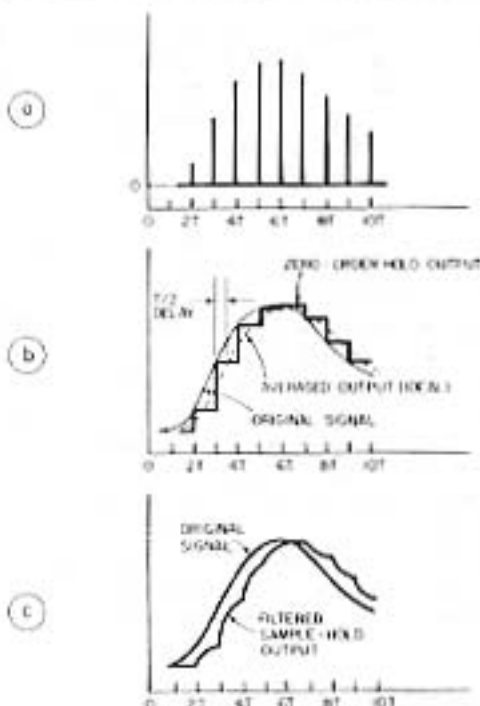 a
0
0 2T 4T 6T 8T 10T
b
ZERO-ORDER HOLD OUTPUT
T/2
DELAY
AVERAGED OUTPUT (IDEAL)
ORIGINAL SIGNAL
0 2T 4T 6T 8T 10T
c
ORIGINAL
SIGNAL
FILTERED
SAMPLE-HOLD
OUTPUT
0 2T 4T 6T 8T 10T